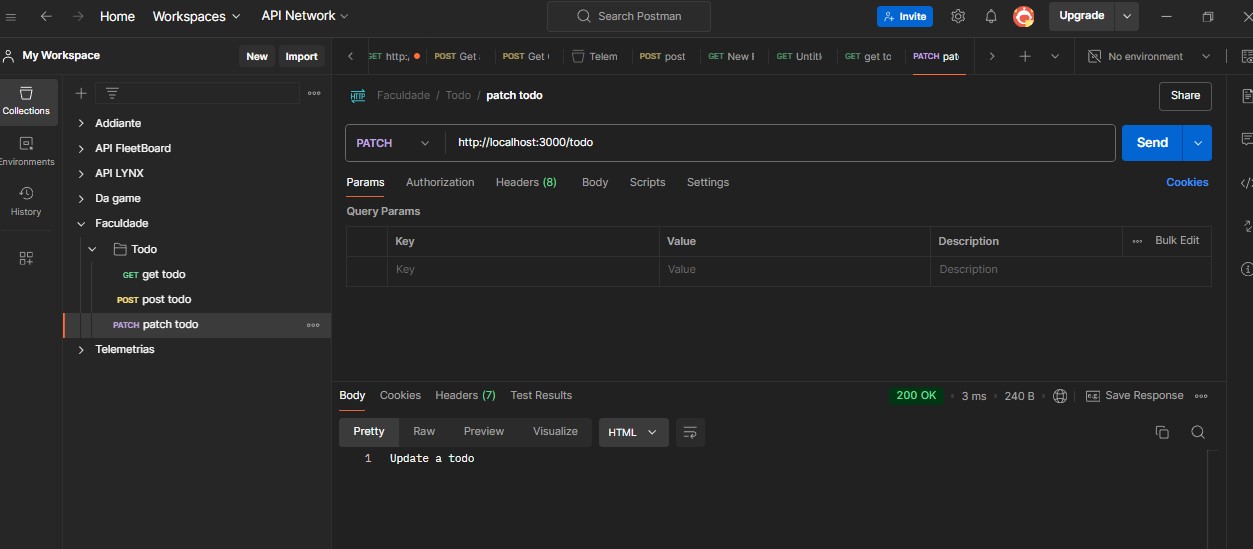 Home Workspaces API Network Search Postman Invite Upgrade
My Workspace New Import GET http:/ POST Get POST Get Telem POST post GET New GET Untit GET get to PATCH pat No environment
Collections
Environments
History
Addiante
API FleetBoard
API LYNX
Da game
Faculdade
Todo
GET get todo
POST post todo
PATCH patch todo
Telemetrias
HTTP Faculdade / Todo / patch todo Share
PATCH http://localhost:3000/todo Send
Params Authorization Headers (8) Body Scripts Settings Cookies
Query Params
Key Value Description Bulk Edit
Key Value Description
Body Cookies Headers (7) Test Results 200 OK 3 ms 240 B e.g. Save Response
Pretty Raw Preview Visualize HTML
1 Update a todo